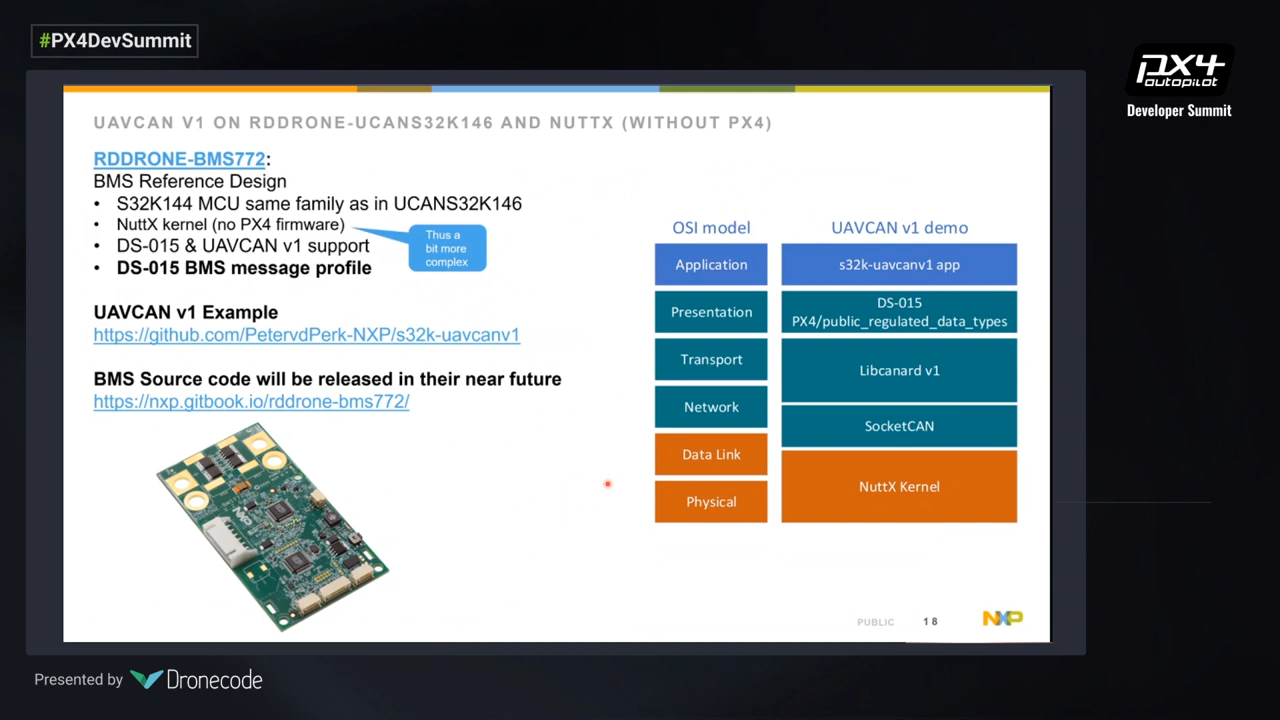 #PX4DevSummit
px4
autopilot
Developer Summit
UAVCAN V1 ON RDDRONE-UCANS32K146 AND NUTTX (WITHOUT PX4)
RDDRONE-BMS772:
BMS Reference Design
• S32K144 MCU same family as in UCANS32K146
• NuttX kernel (no PX4 firmware)
• DS-015 & UAVCAN v1 support
• DS-015 BMS message profile
Thus a
bit more
complex
UAVCAN v1 Example
https://github.com/PetervdPerk-NXP/s32k-uavcanv1
BMS Source code will be released in their near future
https://nxp.gitbook.io/rddrone-bms772/
OSI model
Application
Presentation
Transport
Network
Data Link
Physical
UAVCAN v1 demo
s32k-uavcanv1 app
DS-015
PX4/public_regulated_data_types
Libcanard v1
SocketCAN
NuttX Kernel
NXP
PUBLIC
18
NXP
Presented by Dronecode